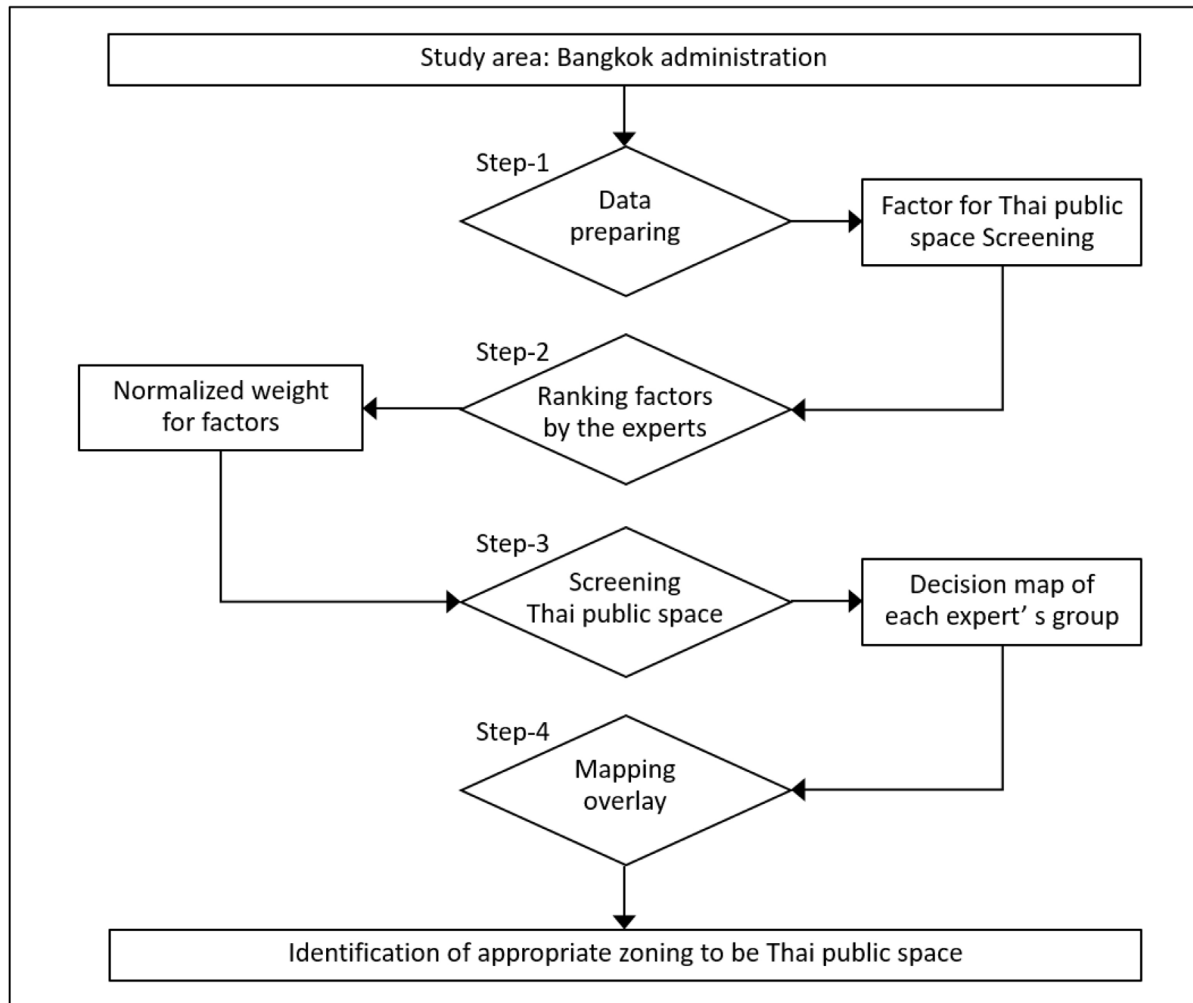 Study area: Bangkok administration
Step-1
Data
preparing
Factor for Thai public
space Screening
Step-2
Ranking factors
by the experts
Normalized weight
for factors
Step-3
Screening
Thai public space
Decision map of
each expert’ s group
Step-4
Mapping
overlay
Identification of appropriate zoning to be Thai public space